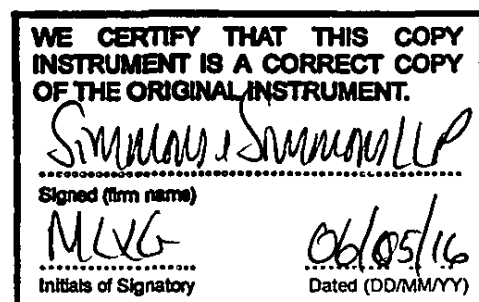 WE CERTIFY THAT THIS COPY
INSTRUMENT IS A CORRECT COPY
OF THE ORIGINAL INSTRUMENT.
Simmons & Simmons LLP
Signed (firm name)
06/05/16
Initials of Signatory Dated (DD/MM/YY)